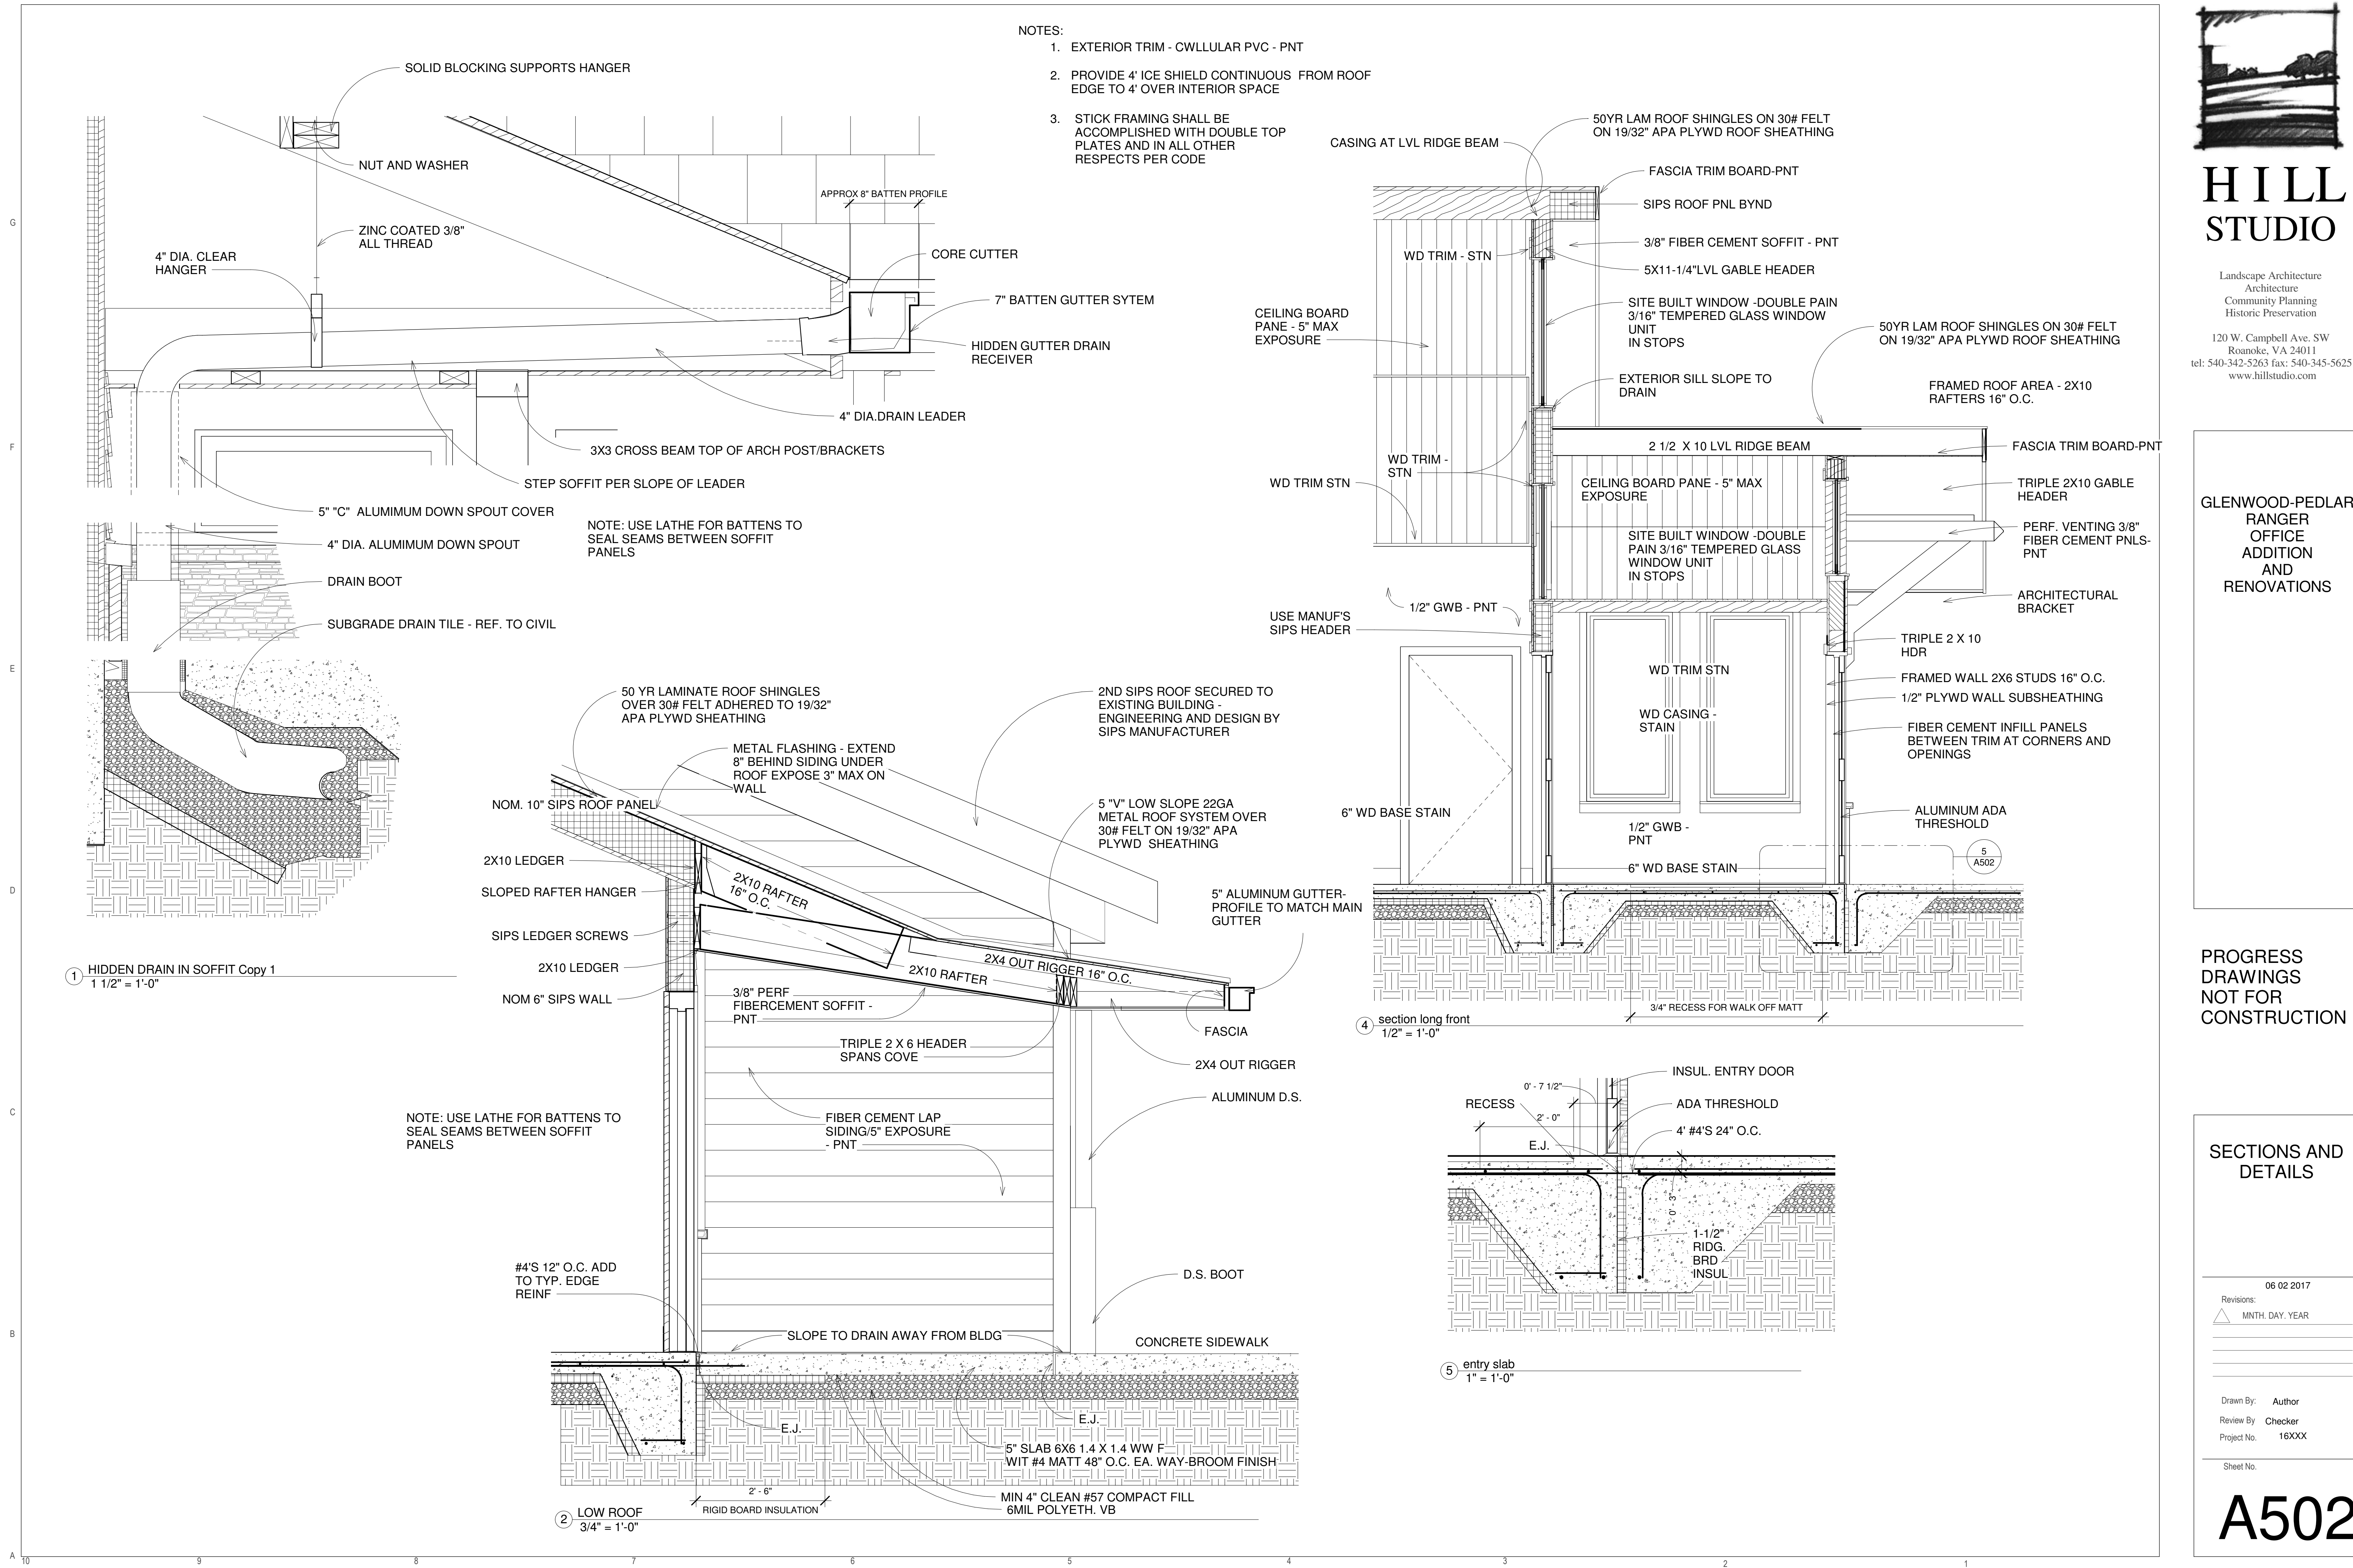 NOTES:
1. EXTERIOR TRIM - CWLLULAR PVC - PNT
2. PROVIDE 4' ICE SHIELD CONTINUOUS FROM ROOF
EDGE TO 4' OVER INTERIOR SPACE
3. STICK FRAMING SHALL BE
ACCOMPLISHED WITH DOUBLE TOP
PLATES AND IN ALL OTHER
RESPECTS PER CODE
SOLID BLOCKING SUPPORTS HANGER
NUT AND WASHER
APPROX 8" BATTEN PROFILE
ZINC COATED 3/8"
ALL THREAD
4" DIA. CLEAR
HANGER
CORE CUTTER
7" BATTEN GUTTER SYTEM
HIDDEN GUTTER DRAIN
RECEIVER
4" DIA.DRAIN LEADER
3X3 CROSS BEAM TOP OF ARCH POST/BRACKETS
STEP SOFFIT PER SLOPE OF LEADER
5" "C" ALUMIMUM DOWN SPOUT COVER
NOTE: USE LATHE FOR BATTENS TO
SEAL SEAMS BETWEEN SOFFIT
PANELS
4" DIA. ALUMIMUM DOWN SPOUT
DRAIN BOOT
SUBGRADE DRAIN TILE - REF. TO CIVIL
1
HIDDEN DRAIN IN SOFFIT Copy 1
1 1/2" = 1'-0"
50 YR LAMINATE ROOF SHINGLES
OVER 30# FELT ADHERED TO 19/32"
APA PLYWD SHEATHING
METAL FLASHING - EXTEND
8" BEHIND SIDING UNDER
ROOF EXPOSE 3" MAX ON
WALL
2ND SIPS ROOF SECURED TO
EXISTING BUILDING -
ENGINEERING AND DESIGN BY
SIPS MANUFACTURER
NOM. 10" SIPS ROOF PANEL
5 "V" LOW SLOPE 22GA
METAL ROOF SYSTEM OVER
30# FELT ON 19/32" APA
PLYWD SHEATHING
2X10 LEDGER
SLOPED RAFTER HANGER
2X10 RAFTER
16" O.C.
5" ALUMINUM GUTTER-
PROFILE TO MATCH MAIN
GUTTER
SIPS LEDGER SCREWS
2X10 LEDGER
2X10 RAFTER
2X4 OUT RIGGER 16" O.C.
NOM 6" SIPS WALL
3/8" PERF
FIBERCEMENT SOFFIT -
PNT
FASCIA
TRIPLE 2 X 6 HEADER
SPANS COVE
2X4 OUT RIGGER
ALUMINUM D.S.
NOTE: USE LATHE FOR BATTENS TO
SEAL SEAMS BETWEEN SOFFIT
PANELS
FIBER CEMENT LAP
SIDING/5" EXPOSURE
- PNT
#4'S 12" O.C. ADD
TO TYP. EDGE
REINF
D.S. BOOT
SLOPE TO DRAIN AWAY FROM BLDG
CONCRETE SIDEWALK
E.J.
E.J.
5" SLAB 6X6 1.4 X 1.4 WW F
WIT #4 MATT 48" O.C. EA. WAY-BROOM FINISH
2' - 6"
RIGID BOARD INSULATION
MIN 4" CLEAN #57 COMPACT FILL
6MIL POLYETH. VB
2
LOW ROOF
3/4" = 1'-0"
50YR LAM ROOF SHINGLES ON 30# FELT
ON 19/32" APA PLYWD ROOF SHEATHING
CASING AT LVL RIDGE BEAM
FASCIA TRIM BOARD-PNT
SIPS ROOF PNL BYND
3/8" FIBER CEMENT SOFFIT - PNT
WD TRIM - STN
5X11-1/4"LVL GABLE HEADER
SITE BUILT WINDOW -DOUBLE PAIN
3/16" TEMPERED GLASS WINDOW
UNIT
IN STOPS
CEILING BOARD
PANE - 5" MAX
EXPOSURE
50YR LAM ROOF SHINGLES ON 30# FELT
ON 19/32" APA PLYWD ROOF SHEATHING
EXTERIOR SILL SLOPE TO
DRAIN
FRAMED ROOF AREA - 2X10
RAFTERS 16" O.C.
2 1/2 X 10 LVL RIDGE BEAM
FASCIA TRIM BOARD-PNT
WD TRIM -
STN
WD TRIM STN
CEILING BOARD PANE - 5" MAX
EXPOSURE
TRIPLE 2X10 GABLE
HEADER
SITE BUILT WINDOW -DOUBLE
PAIN 3/16" TEMPERED GLASS
WINDOW UNIT
IN STOPS
PERF. VENTING 3/8"
FIBER CEMENT PNLS-
PNT
1/2" GWB - PNT
ARCHITECTURAL
BRACKET
USE MANUF'S
SIPS HEADER
TRIPLE 2 X 10
HDR
WD TRIM STN
FRAMED WALL 2X6 STUDS 16" O.C.
1/2" PLYWD WALL SUBSHEATHING
WD CASING -
STAIN
FIBER CEMENT INFILL PANELS
BETWEEN TRIM AT CORNERS AND
OPENINGS
6" WD BASE STAIN
1/2" GWB -
PNT
ALUMINUM ADA
THRESHOLD
5
A502
6" WD BASE STAIN
3/4" RECESS FOR WALK OFF MATT
4
section long front
1/2" = 1'-0"
INSUL. ENTRY DOOR
0' - 7 1/2"
RECESS
ADA THRESHOLD
2' - 0"
4' #4'S 24" O.C.
E.J.
0' 3"
1-1/2"
RIDG.
BRD
INSUL
5
entry slab
1" = 1'-0"
HILL
STUDIO
Landscape Architecture
Architecture
Community Planning
Historic Preservation
120 W. Campbell Ave. SW
Roanoke, VA 24011
tel: 540-342-5263 fax: 540-345-5625
www.hillstudio.com
GLENWOOD-PEDLAR
RANGER
OFFICE
ADDITION
AND
RENOVATIONS
PROGRESS
DRAWINGS
NOT FOR
CONSTRUCTION
SECTIONS AND
DETAILS
06 02 2017
Revisions:
MNTH. DAY. YEAR
Drawn By: Author
Review By Checker
Project No. 16XXX
Sheet No.
A502
G
F
E
D
C
B
A
10 9 8 7 6 5 4 3 2 1